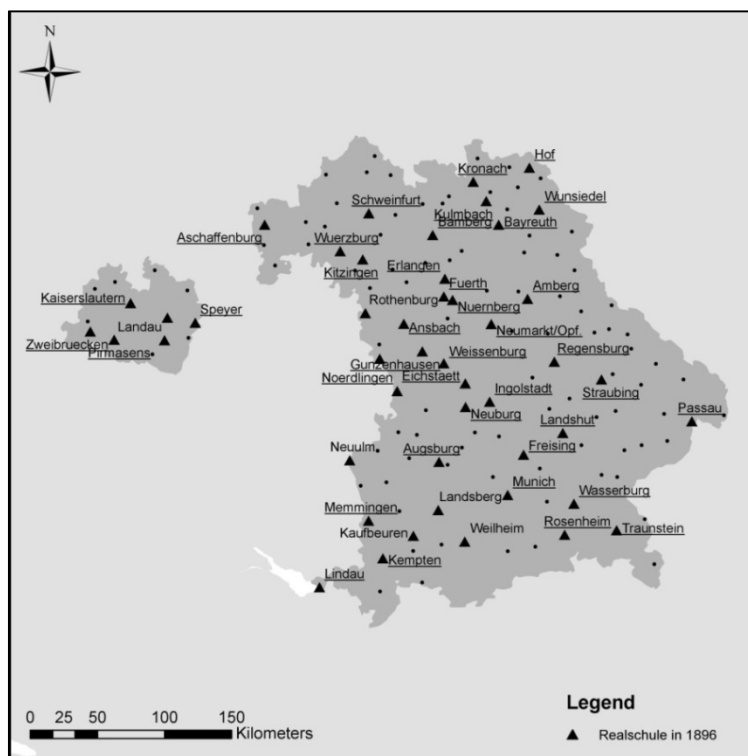 N
Hof
Kronach
Wunsiedel
Schweinfurt
Kulmbach
Bamberg
Bayreuth
Aschaffenburg
Wuerzburg
Kitzingen
Erlangen
Fuerth
Amberg
Kaiserslautern
Speyer
Rothenburg
Nuernberg
Landau
Ansbach
Neumarkt/Opf.
Zweibruecken
Pirmasens
Weissenburg
Regensburg
Gunzenhausen
Noerdlingen
Eichstaett
Ingolstadt
Straubing
Neuburg
Passau
Landshut
Neuulm
Augsburg
Freising
Munich
Wasserburg
Memmingen
Landsberg
Kaufbeuren
Weilheim
Rosenheim
Traunstein
Kempten
Lindau
Legend
Realschule in 1896
0 25 50 100 150
Kilometers